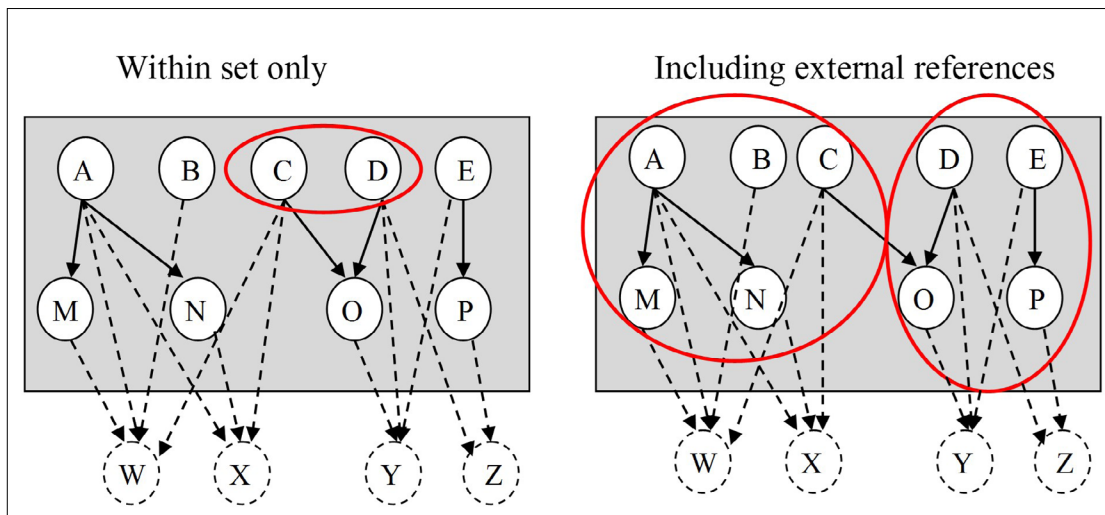 Within set only
Including external references
A B C D E
M N O P
W X Y Z
A B C D E
M N O P
W X Y Z